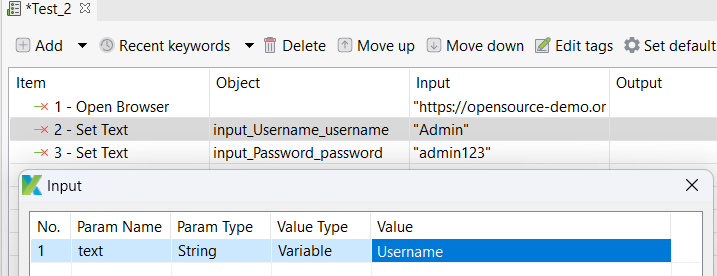 *Test_2
Add Recent keywords Delete Move up Move down Edit tags Set default
Item Object Input Output
1 - Open Browser "https://opensource-demo.or
2 - Set Text input_Username_username "Admin"
3 - Set Text input_Password_password "admin123"
Input
No. Param Name Param Type Value Type Value
1 text String Variable Username